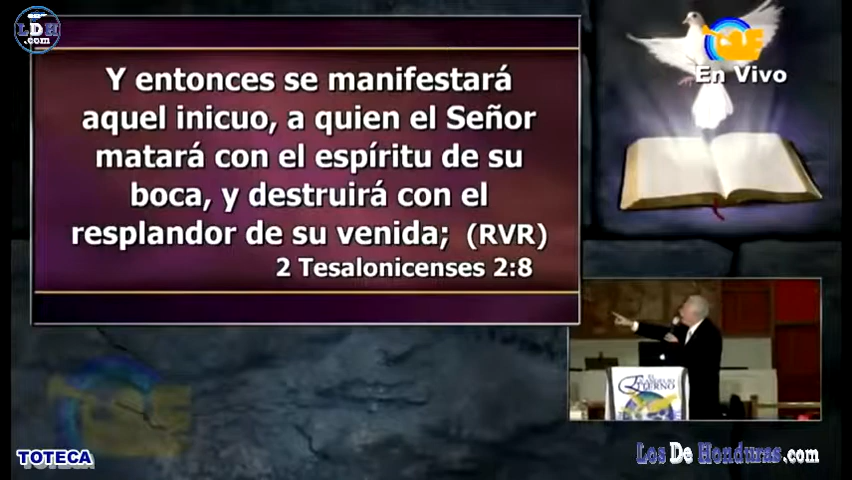 LDH
.com
Y entonces se manifestará
aquel inicuo, a quien el Señor
matará con el espíritu de su
boca, y destruirá con el
resplandor de su venida; (RVR)
2 Tesalonicenses 2:8
En Vivo
ETERNO
TOTECA
Los De Honduras.com